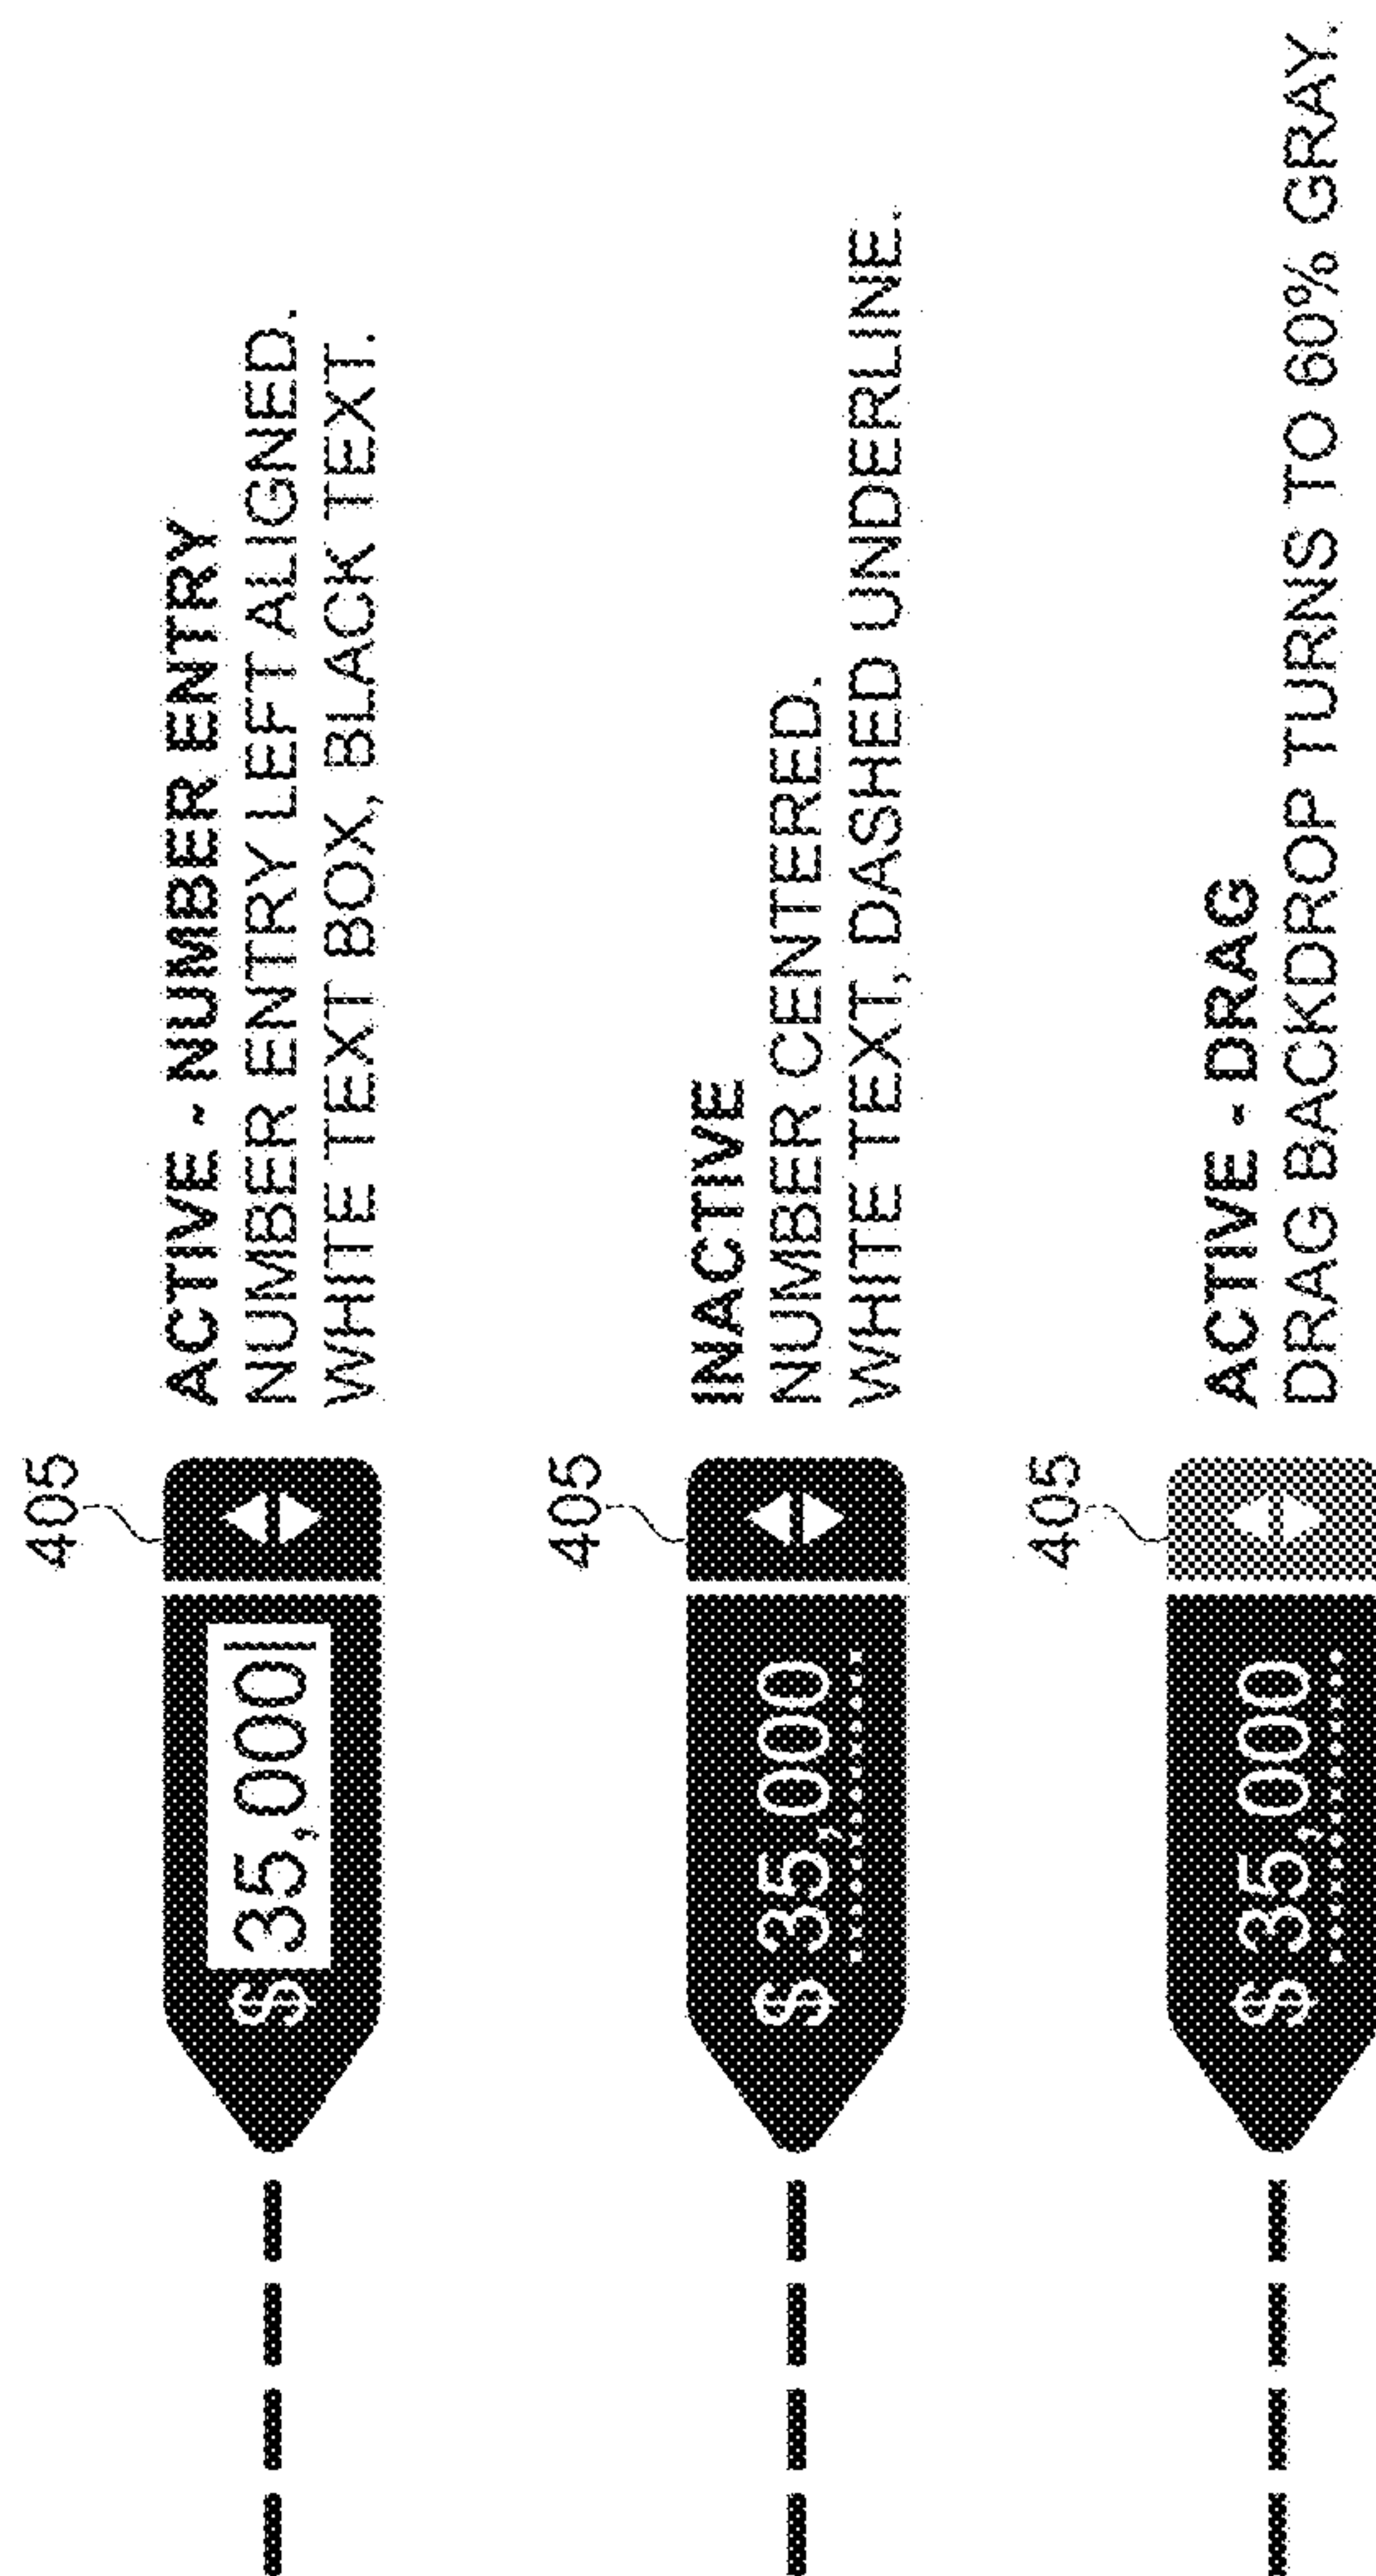 405
$ 35,000
ACTIVE - NUMBER ENTRY
NUMBER ENTRY LEFT ALIGNED.
WHITE TEXT BOX, BLACK TEXT.
405
$ 35,000
INACTIVE
NUMBER CENTERED.
WHITE TEXT, DASHED UNDERLINE.
405
$ 35,000
ACTIVE - DRAG
DRAG BACKDROP TURNS TO 60% GRAY.